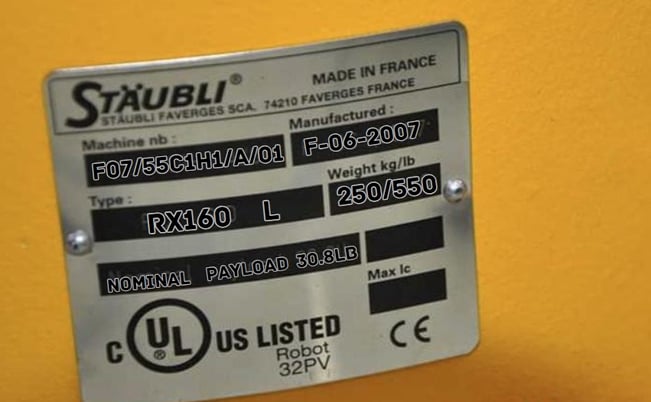 STÄUBLI®
MADE IN FRANCE
STÄUBLI FAVERGES SCA. 74210 FAVERGES FRANCE
Machine nb :
Manufactured :
F07/55C1H1/A/01
F-06-2007
Type :
Weight kg/lb
RX160 L
250/550
NOMINAL PAYLOAD 30.8LB
Max Ic
C UL® US LISTED
CE
Robot
32PV